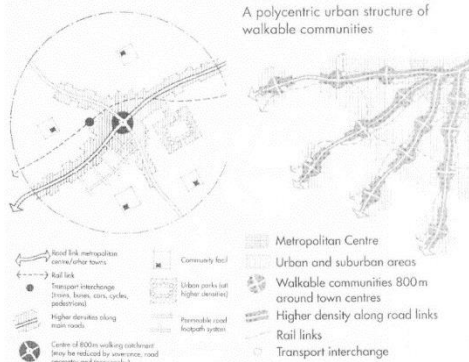 A polycentric urban structure of
walkable communities
Road link metropolitan
centre/other towns
Rail link
Transport interchange
(trains, buses, cars, cycles,
pedestrians)
Higher densities along
main roads
Centre of 800m walking catchment
(may be reduced by severance, road
Community foci
Urban parks (at
higher densities)
Permeable road
footpath system
Metropolitan Centre
Urban and suburban areas
Walkable communities 800m
around town centres
Higher density along road links
Rail links
Transport interchange